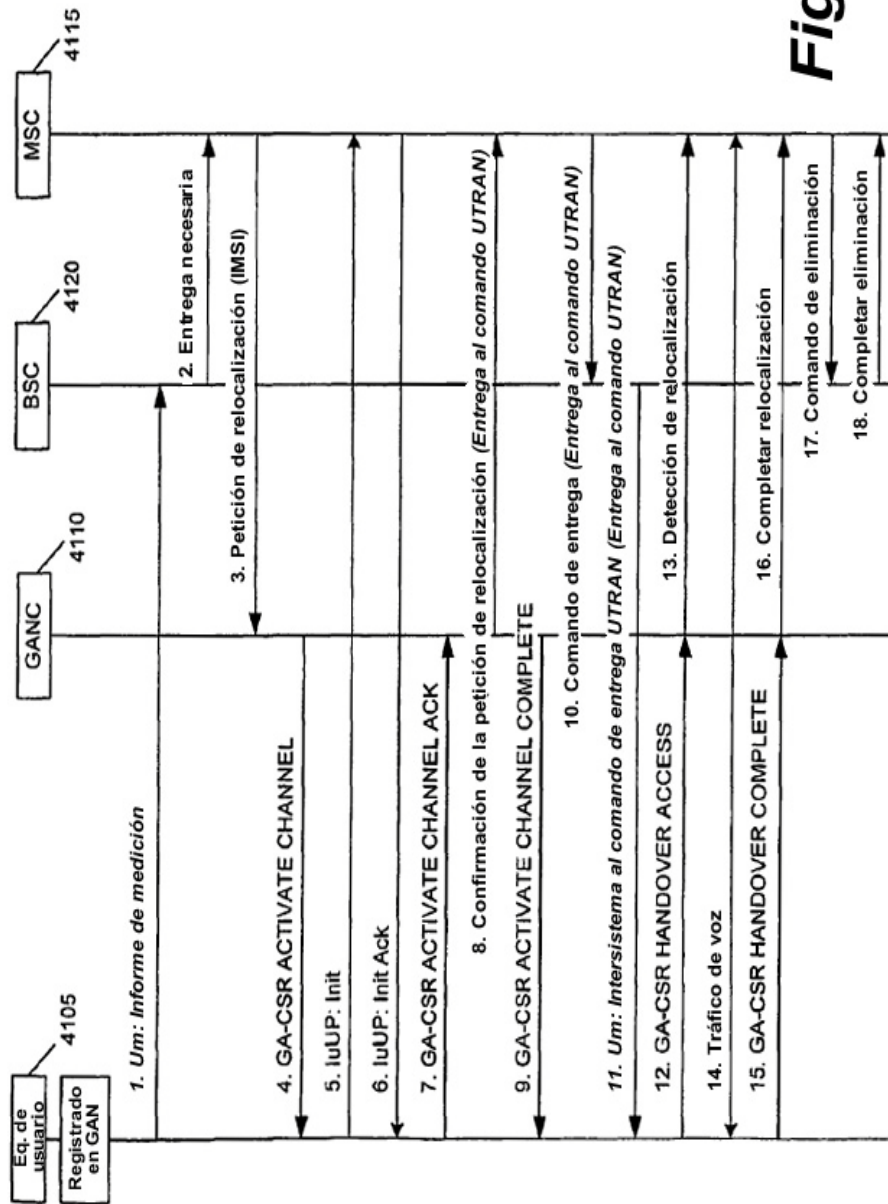 Eq. de
usuario
4105
Registrado
en GAN
GANC
4110
BSC
4120
MSC
4115
1. Um: Informe de medición
2. Entrega necesaria
3. Petición de relocalización (IMSI)
4. GA-CSR ACTIVATE CHANNEL
5. IuUP: Init
6. IuUP: Init Ack
7. GA-CSR ACTIVATE CHANNEL ACK
8. Confirmación de la petición de relocalización (Entrega al comando UTRAN)
9. GA-CSR ACTIVATE CHANNEL COMPLETE
10. Comando de entrega (Entrega al comando UTRAN)
11. Um: Intersistema al comando de entrega UTRAN (Entrega al comando UTRAN)
12. GA-CSR HANDOVER ACCESS
13. Detección de relocalización
14. Tráfico de voz
15. GA-CSR HANDOVER COMPLETE
16. Completar relocalización
17. Comando de eliminación
18. Completar eliminación
Fig